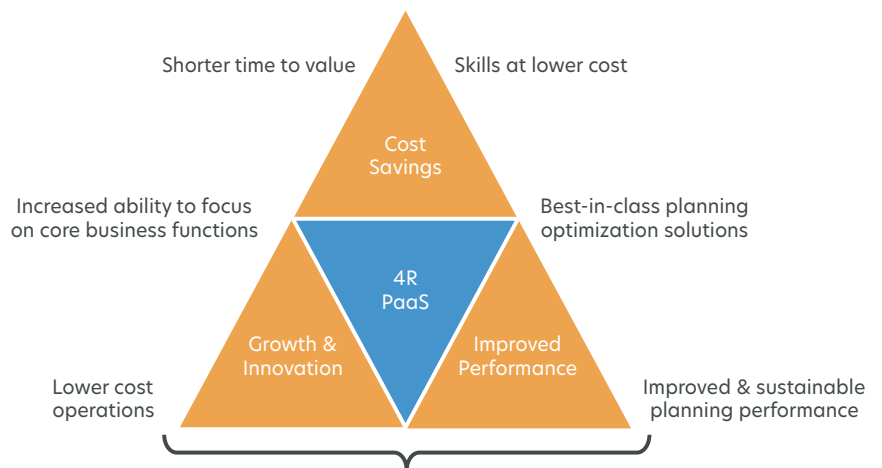 Shorter time to value
Skills at lower cost
Cost
Savings
Increased ability to focus
on core business functions
Best-in-class planning
optimization solutions
4R
PaaS
Growth &
Innovation
Improved
Performance
Lower cost
operations
Improved & sustainable
planning performance